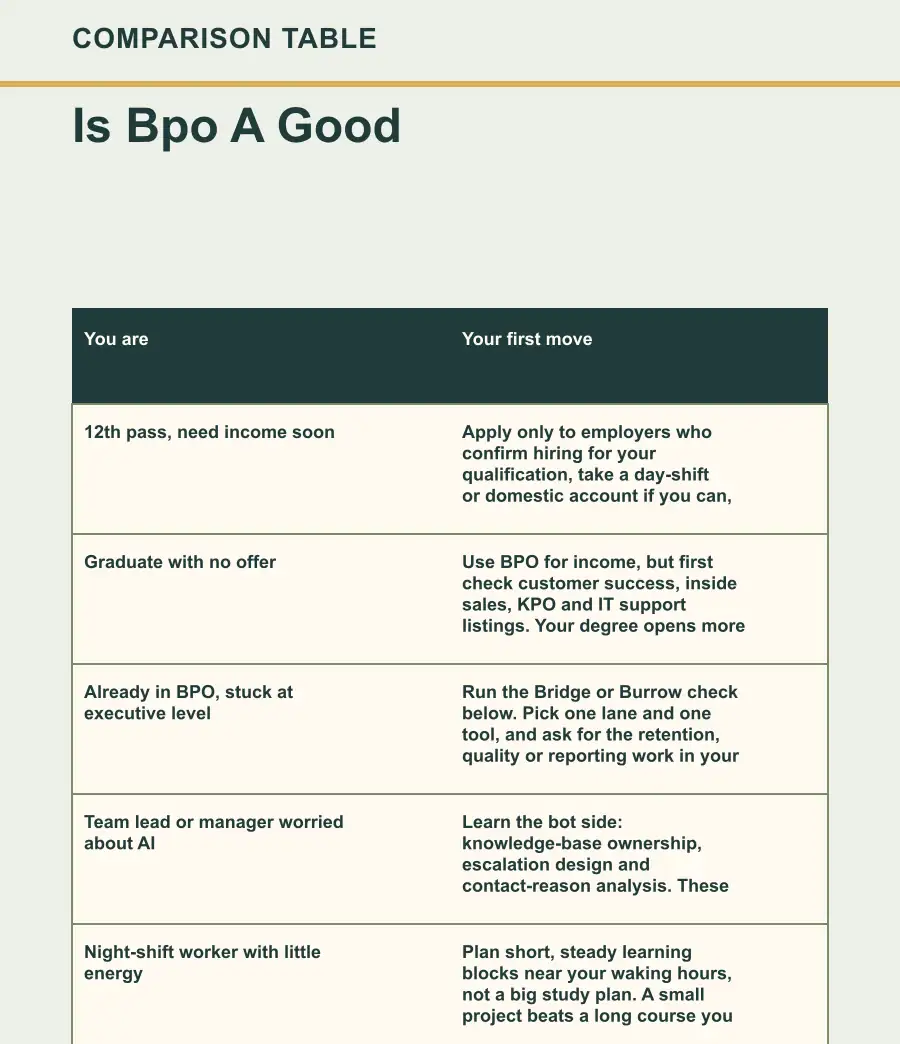 COMPARISON TABLE
Is Bpo A Good
You are
Your first move
12th pass, need income soon
Apply only to employers who
confirm hiring for your
qualification, take a day-shift
or domestic account if you can,
Graduate with no offer
Use BPO for income, but first
check customer success, inside
sales, KPO and IT support
listings. Your degree opens more
Already in BPO, stuck at
executive level
Run the Bridge or Burrow check
below. Pick one lane and one
tool, and ask for the retention,
quality or reporting work in your
Team lead or manager worried
about AI
Learn the bot side:
knowledge-base ownership,
escalation design and
contact-reason analysis. These
Night-shift worker with little
energy
Plan short, steady learning
blocks near your waking hours,
not a big study plan. A small
project beats a long course you